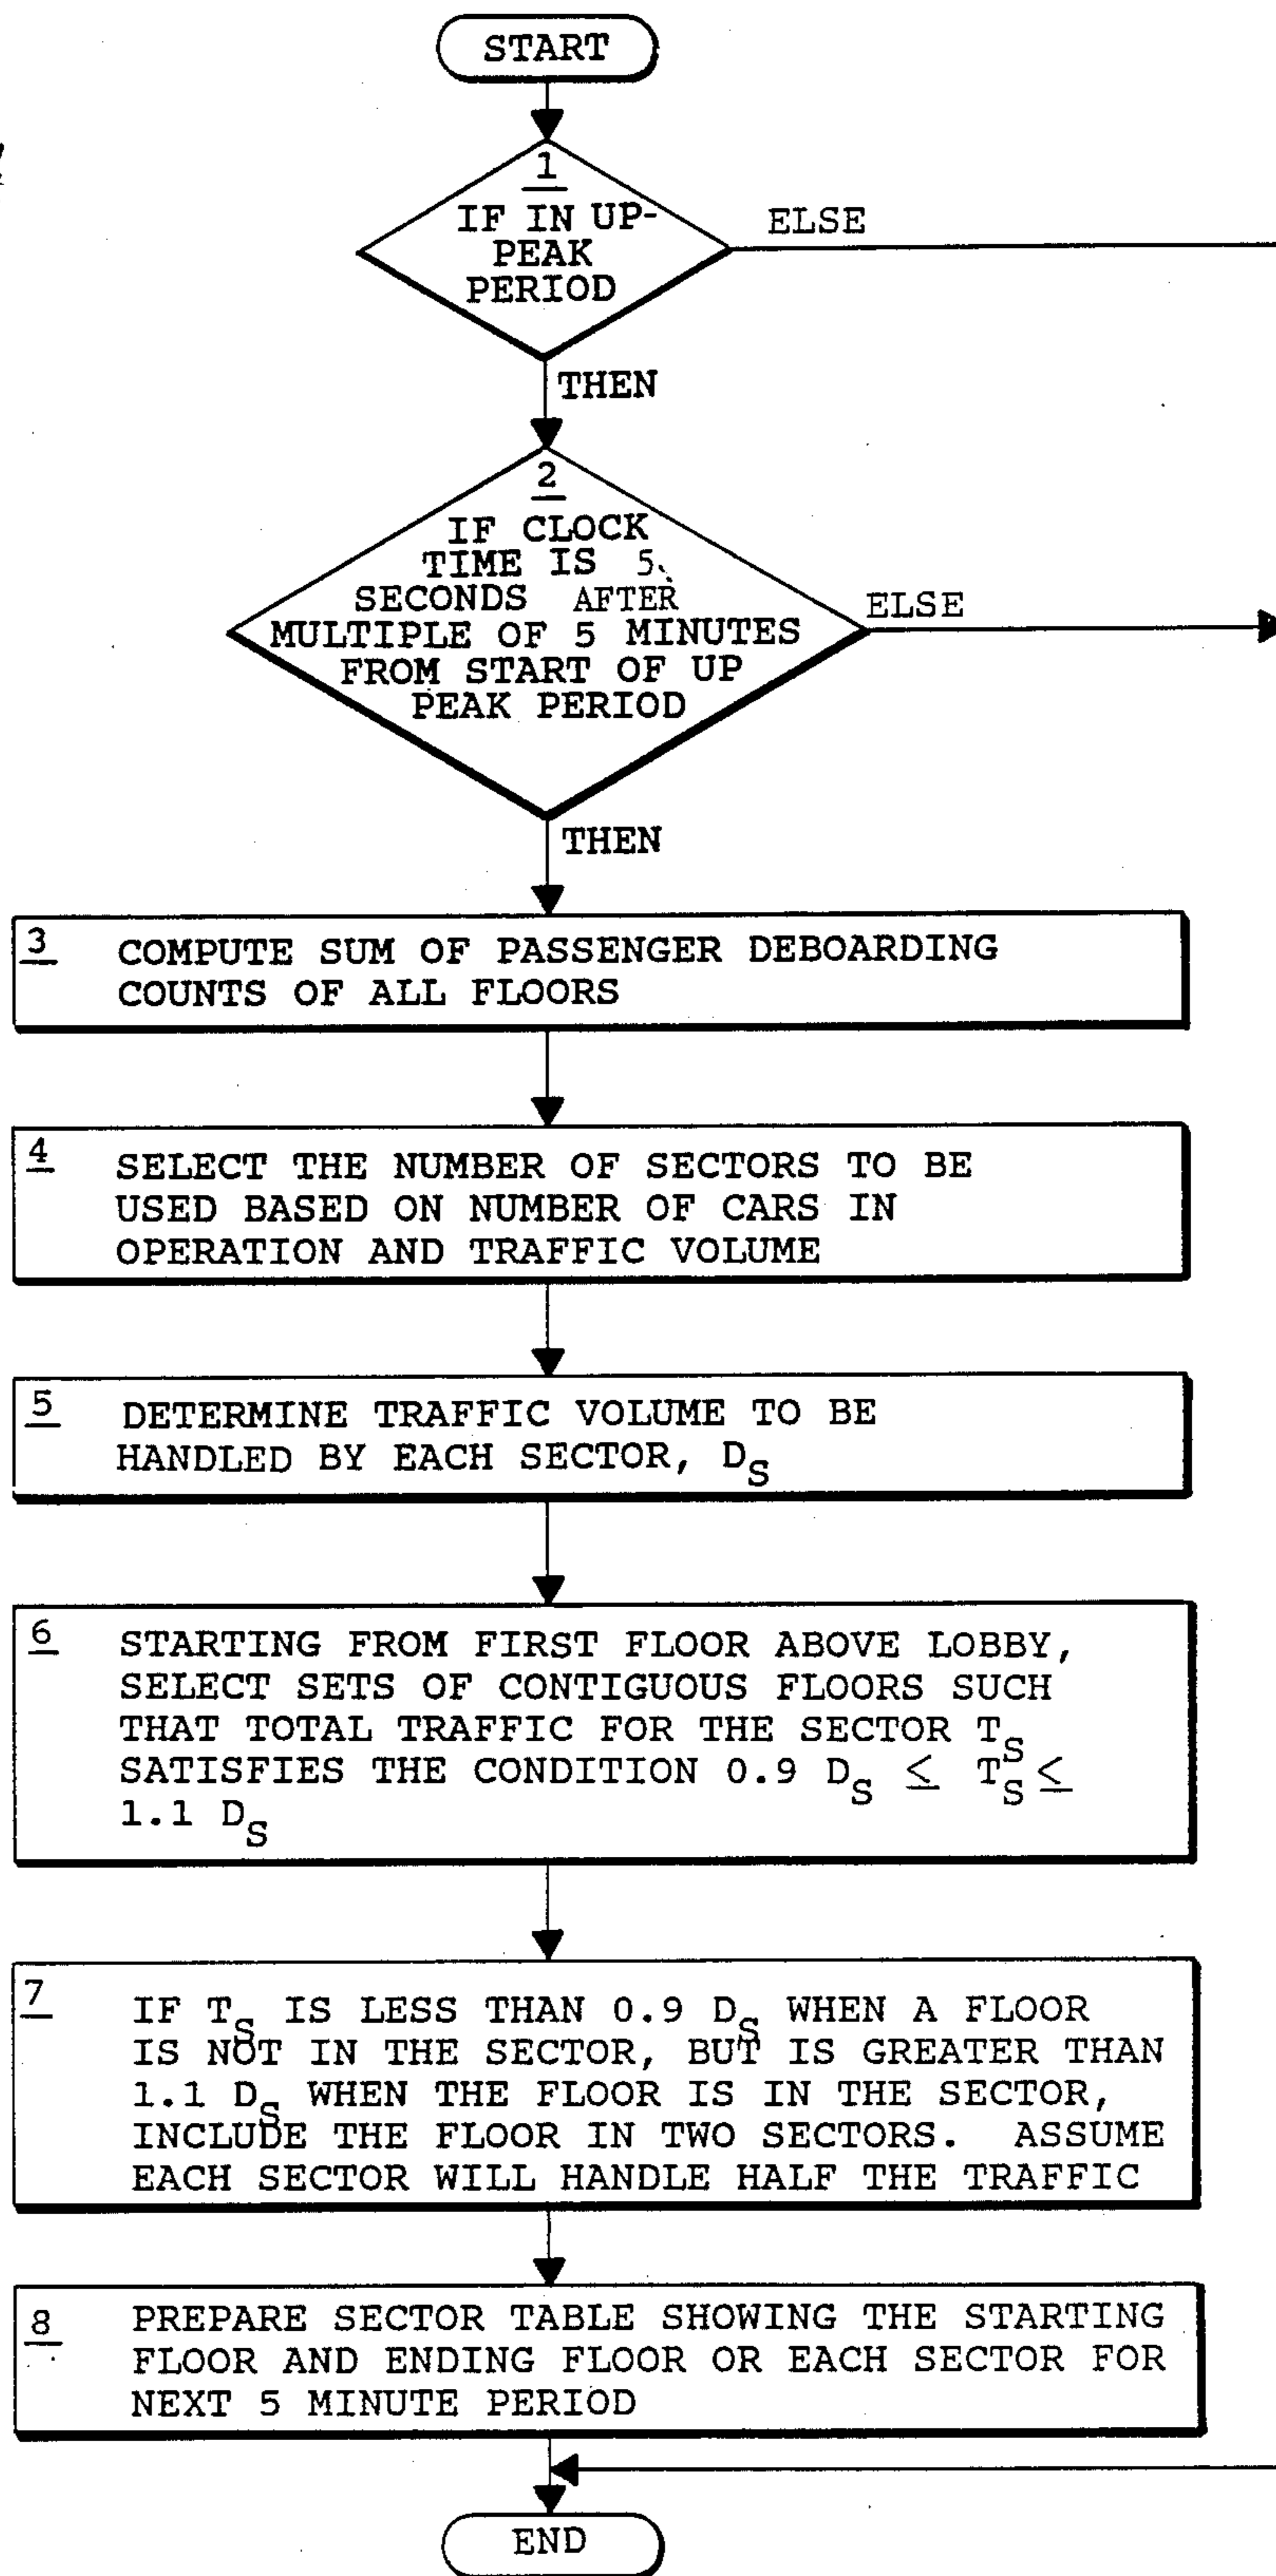 START
1
IF IN UP-
PEAK
PERIOD
ELSE
THEN
2
IF CLOCK
TIME IS 5
SECONDS AFTER
MULTIPLE OF 5 MINUTES
FROM START OF UP
PEAK PERIOD
ELSE
THEN
3
COMPUTE SUM OF PASSENGER DEBOARDING
COUNTS OF ALL FLOORS
4
SELECT THE NUMBER OF SECTORS TO BE
USED BASED ON NUMBER OF CARS IN
OPERATION AND TRAFFIC VOLUME
5
DETERMINE TRAFFIC VOLUME TO BE
HANDLED BY EACH SECTOR, DS
6
STARTING FROM FIRST FLOOR ABOVE LOBBY,
SELECT SETS OF CONTIGUOUS FLOORS SUCH
THAT TOTAL TRAFFIC FOR THE SECTOR TS
SATISFIES THE CONDITION 0.9 DS ≤ TS ≤
1.1 DS
7
IF TS IS LESS THAN 0.9 DS WHEN A FLOOR
IS NOT IN THE SECTOR, BUT IS GREATER THAN
1.1 DS WHEN THE FLOOR IS IN THE SECTOR,
INCLUDE THE FLOOR IN TWO SECTORS. ASSUME
EACH SECTOR WILL HANDLE HALF THE TRAFFIC
8
PREPARE SECTOR TABLE SHOWING THE STARTING
FLOOR AND ENDING FLOOR OR EACH SECTOR FOR
NEXT 5 MINUTE PERIOD
END